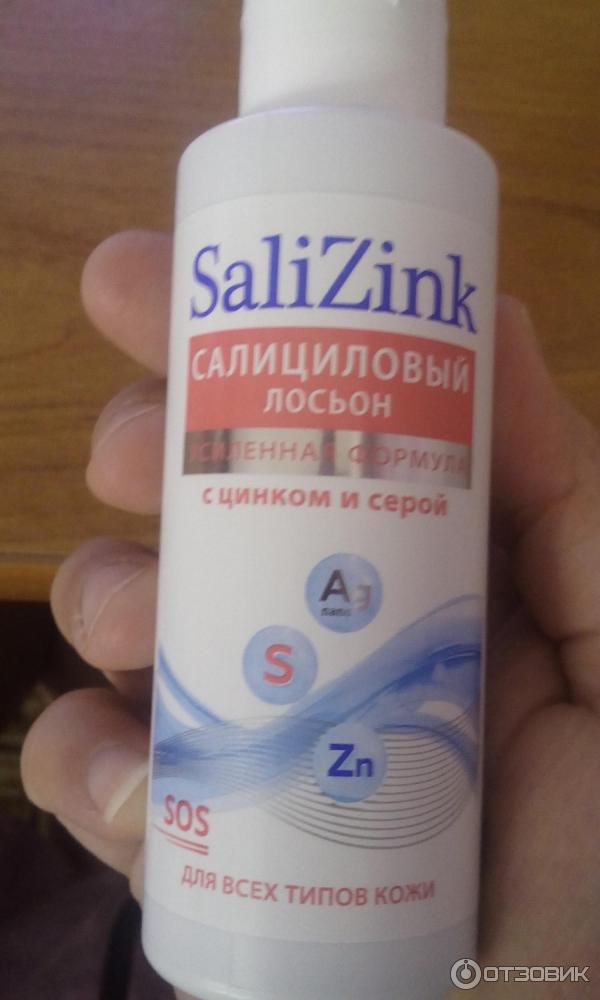 SaliZink
САЛИЦИЛОВЫЙ
ЛОСЬОН
УСИЛЕННАЯ ФОРМУЛА
с цинком и серой
Ag
nano
S
Zn
SOS
ДЛЯ ВСЕХ ТИПОВ КОЖИ
ОТЗОВИК